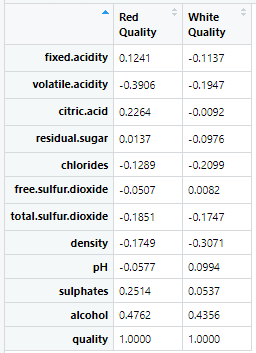 Red Quality White Quality
fixed.acidity 0.1241 -0.1137
volatile.acidity -0.3906 -0.1947
citric.acid 0.2264 -0.0092
residual.sugar 0.0137 -0.0976
chlorides -0.1289 -0.2099
free.sulfur.dioxide -0.0507 0.0082
total.sulfur.dioxide -0.1851 -0.1747
density -0.1749 -0.3071
pH -0.0577 0.0994
sulphates 0.2514 0.0537
alcohol 0.4762 0.4356
quality 1.0000 1.0000